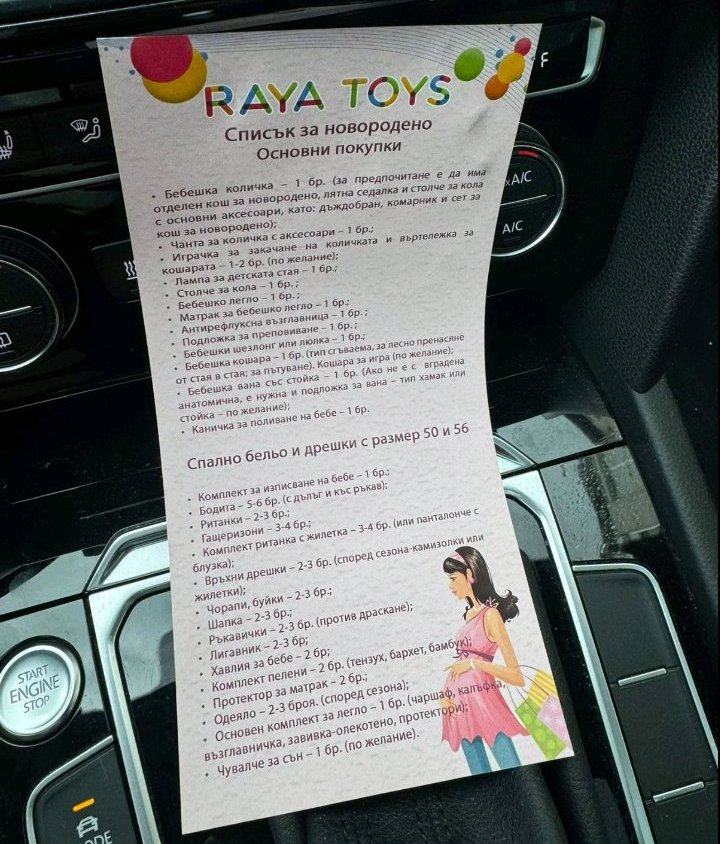 RAYA TOYS
Списък за новородено
Основни покупки
• Бебешка количка – 1 бр. (за предпочитане е да има
отделен кош за новородено, лятна седалка и столче за кола
с основни аксесоари, като: дъждобран, комарник и сет за
кош за новородено);
• Чанта за количка с аксесоари – 1 бр.;
• Играчка за закачане на количката и въртележка за
кошарата – 1-2 бр. (по желание);
• Лампа за детската стая – 1 бр.;
• Столче за кола – 1 бр. ;
• Бебешко легло – 1 бр. ;
• Матрак за бебешко легло – 1 бр.;
• Антирефлуксна възглавница – 1 бр.;
• Подложка за преповиване – 1 бр.;
• Бебешки шезлонг или люлка – 1 бр.;
• Бебешка кошара – 1 бр. (тип сгъваема, за лесно пренасяне
от стая в стая; за пътуване). Кошара за игра (по желание);
• Бебешка вана със стойка – 1 бр. (Ако не е с вградена
анатомична, е нужна и подложка за вана – тип хамак или
стойка – по желание);
• Каничка за поливане на бебе – 1 бр.
Спално бельо и дрешки с размер 50 и 56
• Комплект за изписване на бебе – 1 бр.;
• Бодита – 5-6 бр. (с дълъг и къс ръкав);
• Ританки – 2-3 бр.;
• Гащеризони – 3-4 бр.;
• Комплект ританка с жилетка – 3-4 бр. (или панталонче с
блузка);
• Връхни дрешки – 2-3 бр. (според сезона-камизолки или
жилетки);
• Чорапи, буйки – 2-3 бр.;
• Шапка – 2-3 бр.;
• Ръкавички – 2-3 бр. (против драскане);
• Лигавник – 2-3 бр;
• Хавлия за бебе – 2 бр;
• Комплект пелени – 2 бр. (тензух, бархет, бамбук);
• Протектор за матрак – 2 бр.;
• Одеяло – 2-3 броя. (според сезона);
• Основен комплект за легло – 1 бр. (чаршаф, калъфка,
възглавничка, завивка-олекотено, протектори);
• Чувалче за сън – 1 бр. (по желание).
F
A/C
A/C
START
ENGINE
STOP